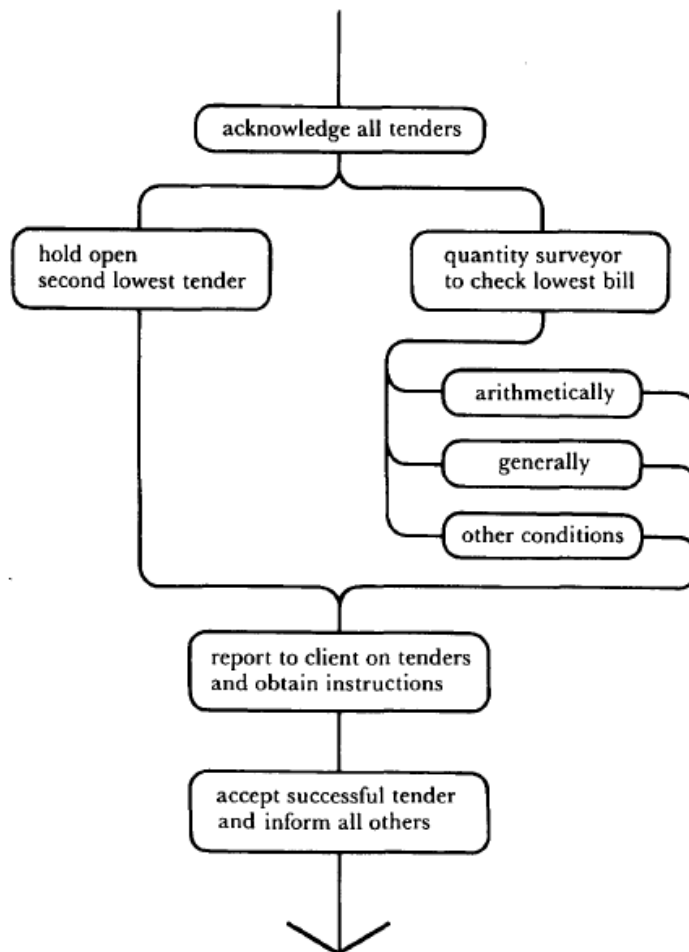 acknowledge all tenders
hold open
second lowest tender
quantity surveyor
to check lowest bill
arithmetically
generally
other conditions
report to client on tenders
and obtain instructions
accept successful tender
and inform all others